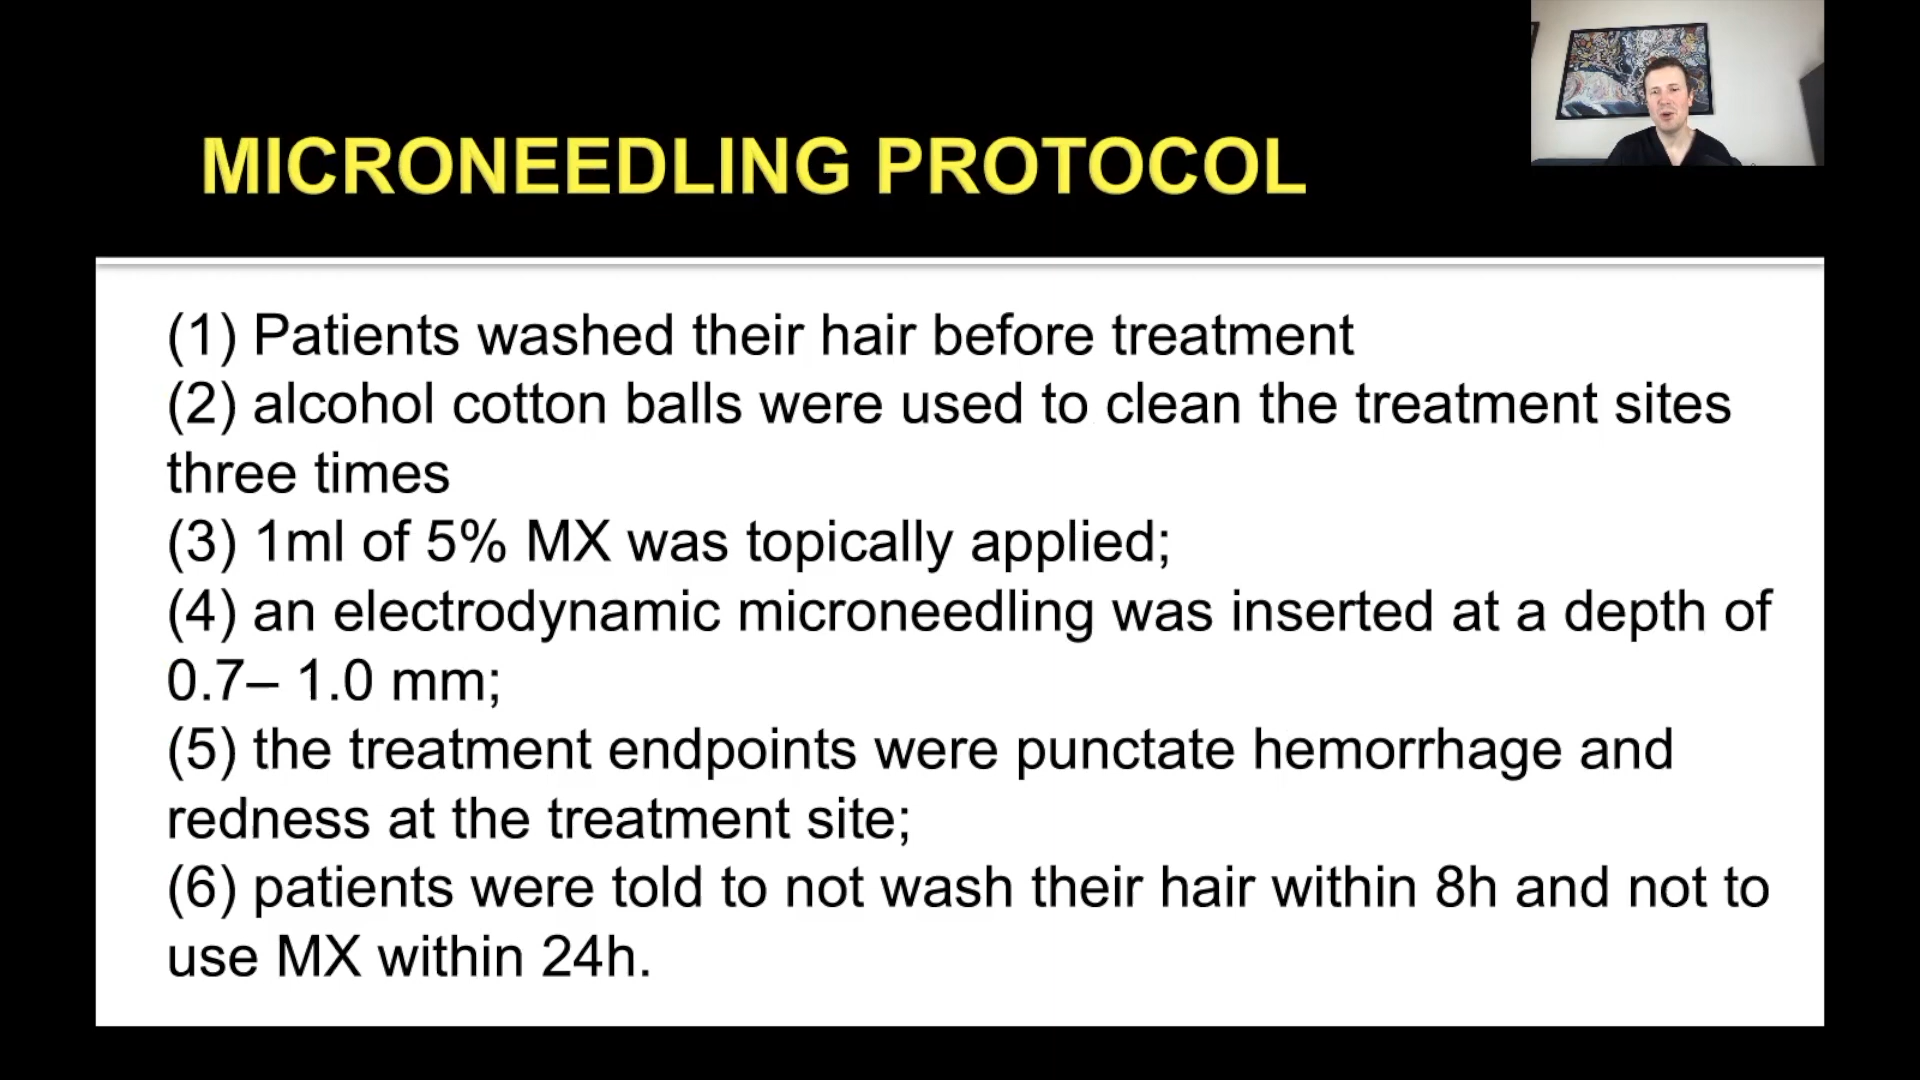 MICRONEEDLING PROTOCOL
(1) Patients washed their hair before treatment
(2) alcohol cotton balls were used to clean the treatment sites
three times
(3) 1ml of 5% MX was topically applied;
(4) an electrodynamic microneedling was inserted at a depth of
0.7– 1.0 mm;
(5) the treatment endpoints were punctate hemorrhage and
redness at the treatment site;
(6) patients were told to not wash their hair within 8h and not to
use MX within 24h.